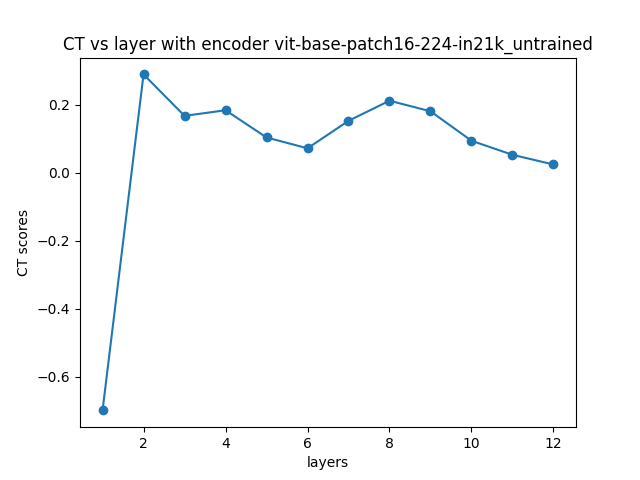 CT vs layer with encoder vit-base-patch16-224-in21k_untrained
CT scores
0.2
0.0
−0.2
−0.4
−0.6
2 4 6 8 10 12
layers